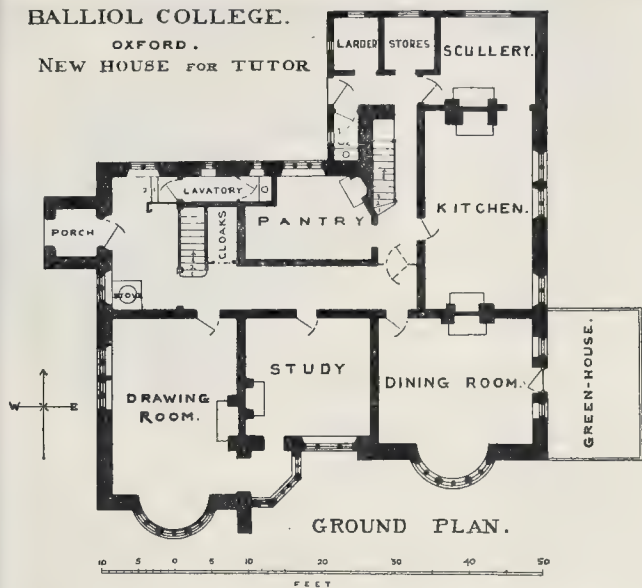 BALLIOL COLLEGE.
OXFORD.
NEW HOUSE FOR TUTOR
LARDER
STORES
SCULLERY.
LAVATORY
PORCH
CLOAKS
PANTRY
KITCHEN.
STOVE
DRAWING
ROOM.
STUDY
DINING ROOM.
GREEN-HOUSE.
W E
GROUND PLAN.
10 5 0 5 10 20 30 40 50
FEET